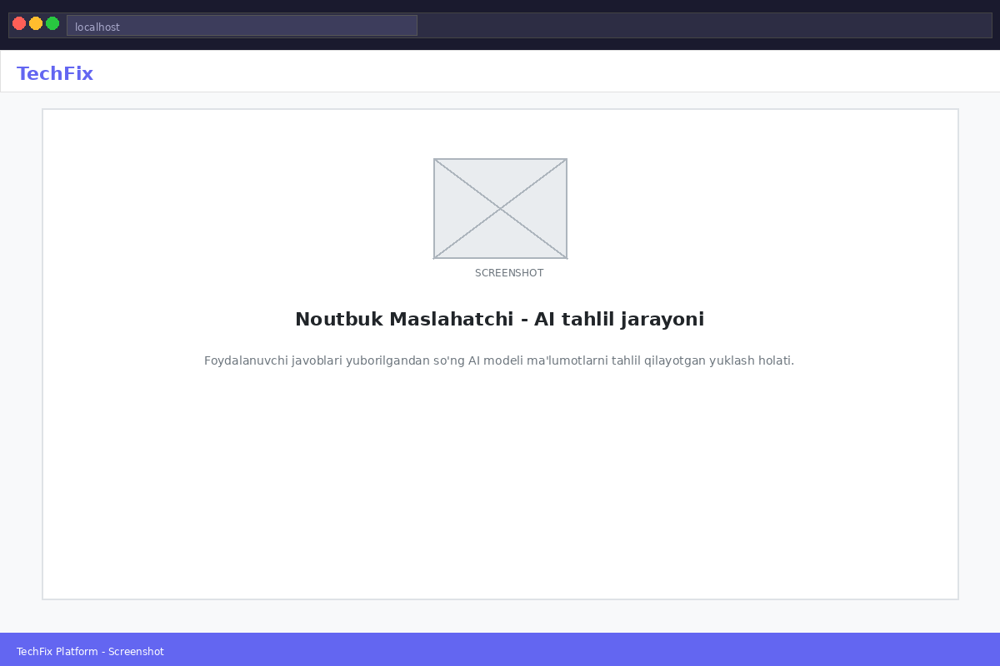 localhost
TechFix
SCREENSHOT
Noutbuk Maslahatchi - AI tahlil jarayoni
Foydalanuvchi javoblari yuborilgandan so'ng AI modeli ma'lumotlarni tahlil qilayotgan yuklash holati.
TechFix Platform - Screenshot